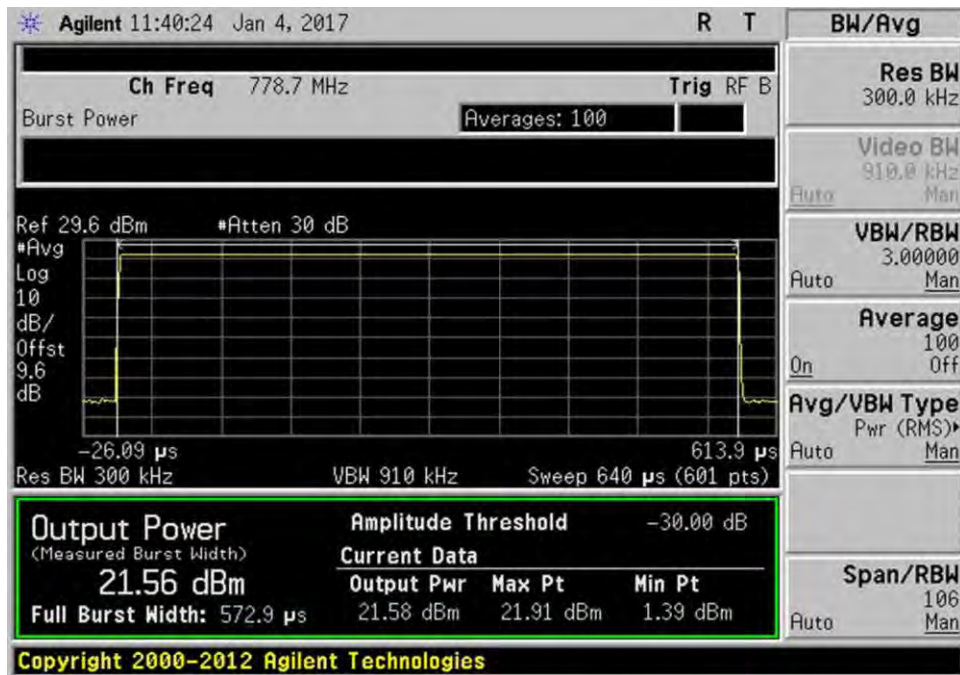 Agilent 11:40:24 Jan 4, 2017 R T
Ch Freq 778.7 MHz Trig RF B
Burst Power Averages: 100
Ref 29.6 dBm #Atten 30 dB
#Avg
Log
10
dB/
Offst
9.6
dB
-26.09 µs 613.9 µs
Res BW 300 kHz VBW 910 kHz Sweep 640 µs (601 pts)
Output Power
(Measured Burst Width)
21.56 dBm
Full Burst Width: 572.9 µs
Amplitude Threshold -30.00 dB
Current Data
Output Pwr Max Pt Min Pt
21.58 dBm 21.91 dBm 1.39 dBm
BW/Avg
Res BW
300.0 kHz
Video BW
910.0 kHz
Auto Man
VBW/RBW
3.00000
Auto Man
Average
100
On Off
Avg/VBW Type
Pwr (RMS)
Auto Man
Span/RBW
106
Auto Man
Copyright 2000-2012 Agilent Technologies